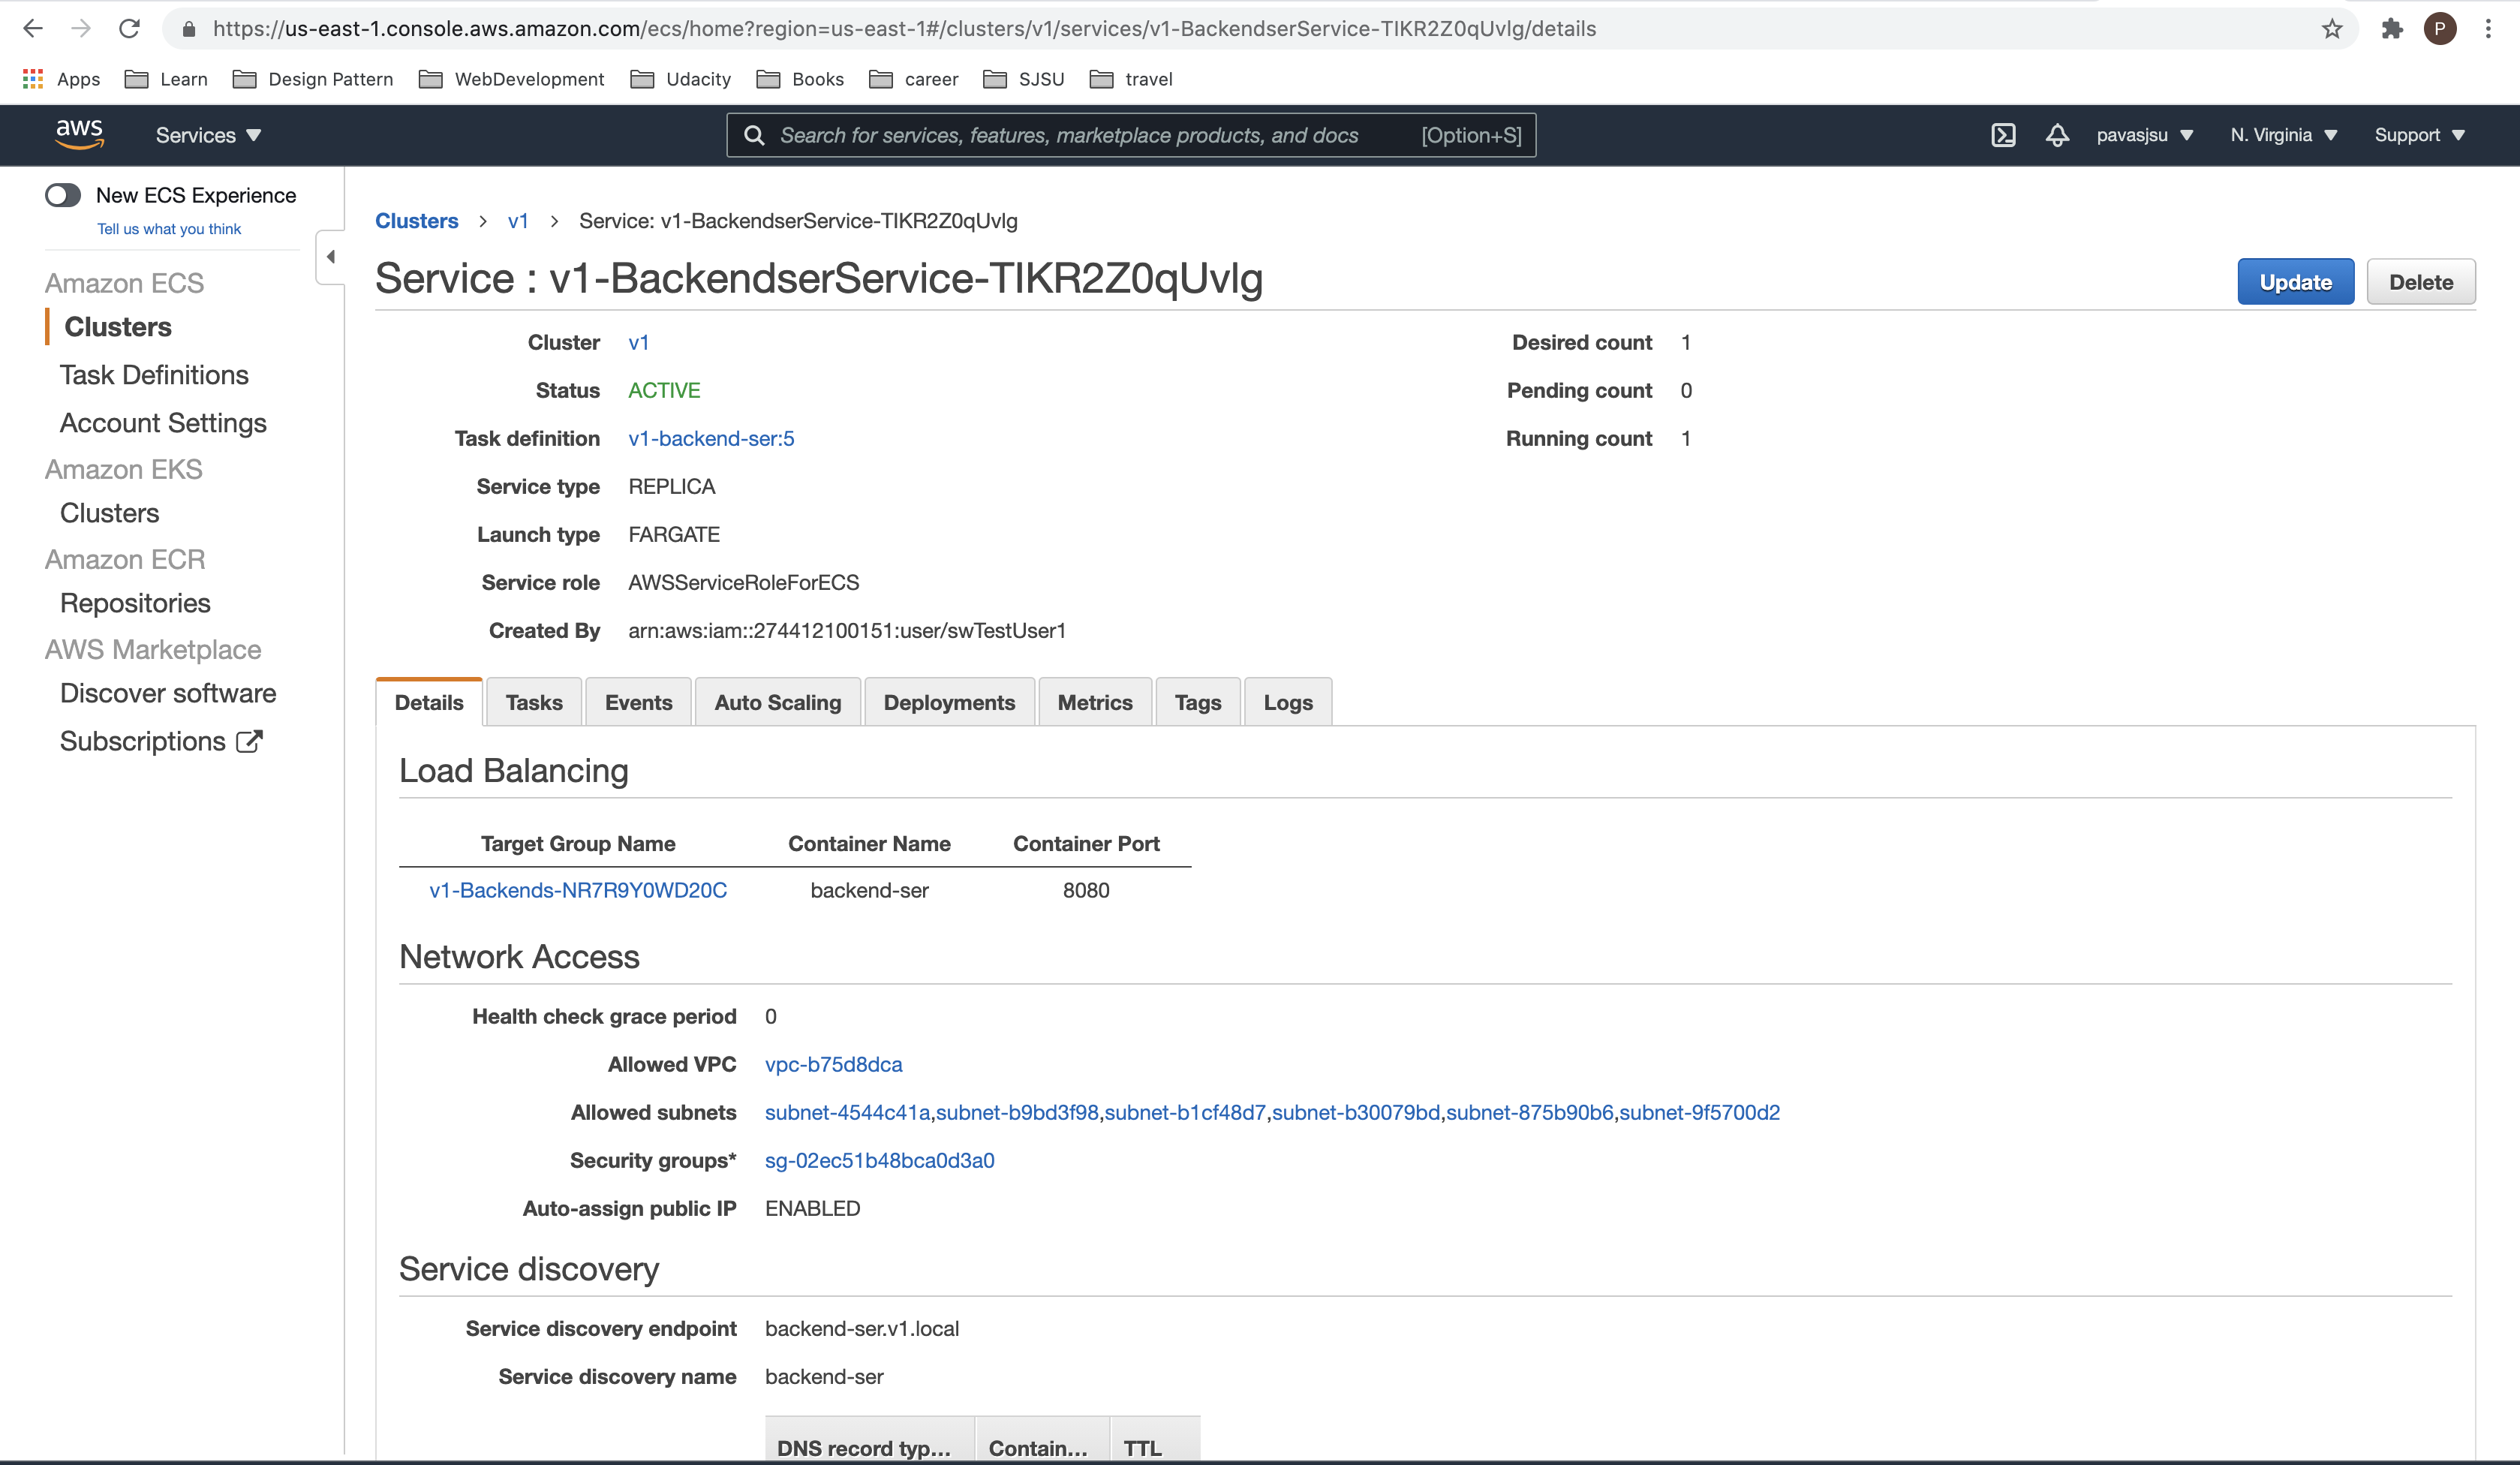 https://us-east-1.console.aws.amazon.com/ecs/home?region=us-east-1#/clusters/v1/services/v1-BackendserService-TIKR2Z0qUvlg/details
P
Apps Learn Design Pattern WebDevelopment Udacity Books career SJSU travel
aws Services Search for services, features, marketplace products, and docs [Option+S] pavasjsu N. Virginia Support
New ECS Experience
Tell us what you think
Amazon ECS
Clusters
Task Definitions
Account Settings
Amazon EKS
Clusters
Amazon ECR
Repositories
AWS Marketplace
Discover software
Subscriptions
Clusters > v1 > Service: v1-BackendserService-TIKR2Z0qUvlg
Service : v1-BackendserService-TIKR2Z0qUvlg
Update Delete
Cluster v1
Status ACTIVE
Task definition v1-backend-ser:5
Service type REPLICA
Launch type FARGATE
Service role AWSServiceRoleForECS
Created By arn:aws:iam::274412100151:user/swTestUser1
Desired count 1
Pending count 0
Running count 1
Details Tasks Events Auto Scaling Deployments Metrics Tags Logs
Load Balancing
Target Group Name Container Name Container Port
v1-Backends-NR7R9Y0WD20C backend-ser 8080
Network Access
Health check grace period 0
Allowed VPC vpc-b75d8dca
Allowed subnets subnet-4544c41a,subnet-b9bd3f98,subnet-b1cf48d7,subnet-b30079bd,subnet-875b90b6,subnet-9f5700d2
Security groups* sg-02ec51b48bca0d3a0
Auto-assign public IP ENABLED
Service discovery
Service discovery endpoint backend-ser.v1.local
Service discovery name backend-ser
DNS record typ... Contain... TTL